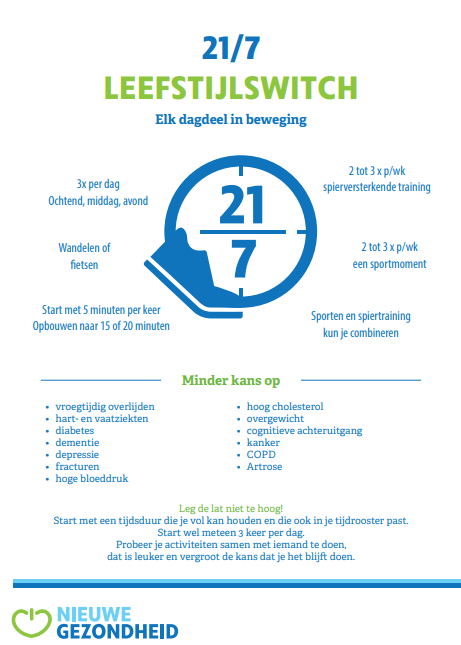 21/7
LEEFSTIJLSWITCH
Elk dagdeel in beweging
3x per dag
Ochtend, middag, avond
Wandelen of
fietsen
Start met 5 minuten per keer
Opbouwen naar 15 of 20 minuten
21
7
2 tot 3 x p/wk
spierversterkende training
2 tot 3 x p/wk
een sportmoment
Sporten en spiertraining
kun je combineren
Minder kans op
• vroegtijdig overlijden
• hart- en vaatziekten
• diabetes
• dementie
• depressie
• fracturen
• hoge bloeddruk
• hoog cholesterol
• overgewicht
• cognitieve achteruitgang
• kanker
• COPD
• Artrose
Leg de lat niet te hoog!
Start met een tijdsduur die je vol kan houden en die ook in je tijdrooster past.
Start wel meteen 3 keer per dag.
Probeer je activiteiten samen met iemand te doen,
dat is leuker en vergroot de kans dat je het blijft doen.
NIEUWE
GEZONDHEID